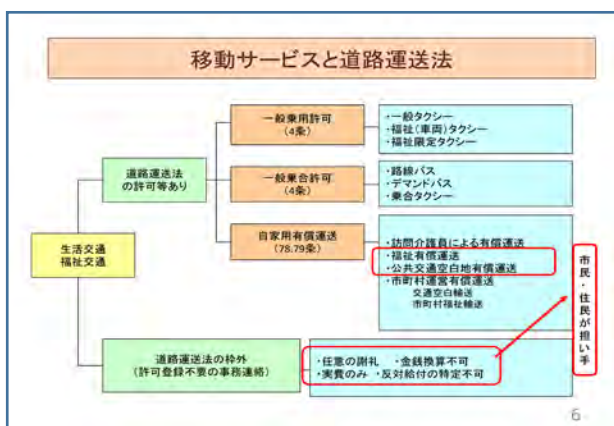 移動サービスと道路運送法
一般乗用許可
(4条)
・一般タクシー
・福祉(車両)タクシー
・福祉限定タクシー
道路運送法
の許可等あり
一般乗合許可
(4条)
・路線バス
・デマンドバス
・乗合タクシー
生活交通
福祉交通
自家用有償運送
(78.79条)
・訪問介護員による有償運送
・福祉有償運送
・公共交通空白地有償運送
・市町村運営有償運送
交通空白輸送
市町村福祉輸送
市民・住民が担い手
道路運送法の枠外
(許可登録不要の事務連絡)
・任意の謝礼 ・金銭換算不可
・実費のみ ・反対給付の特定不可
6